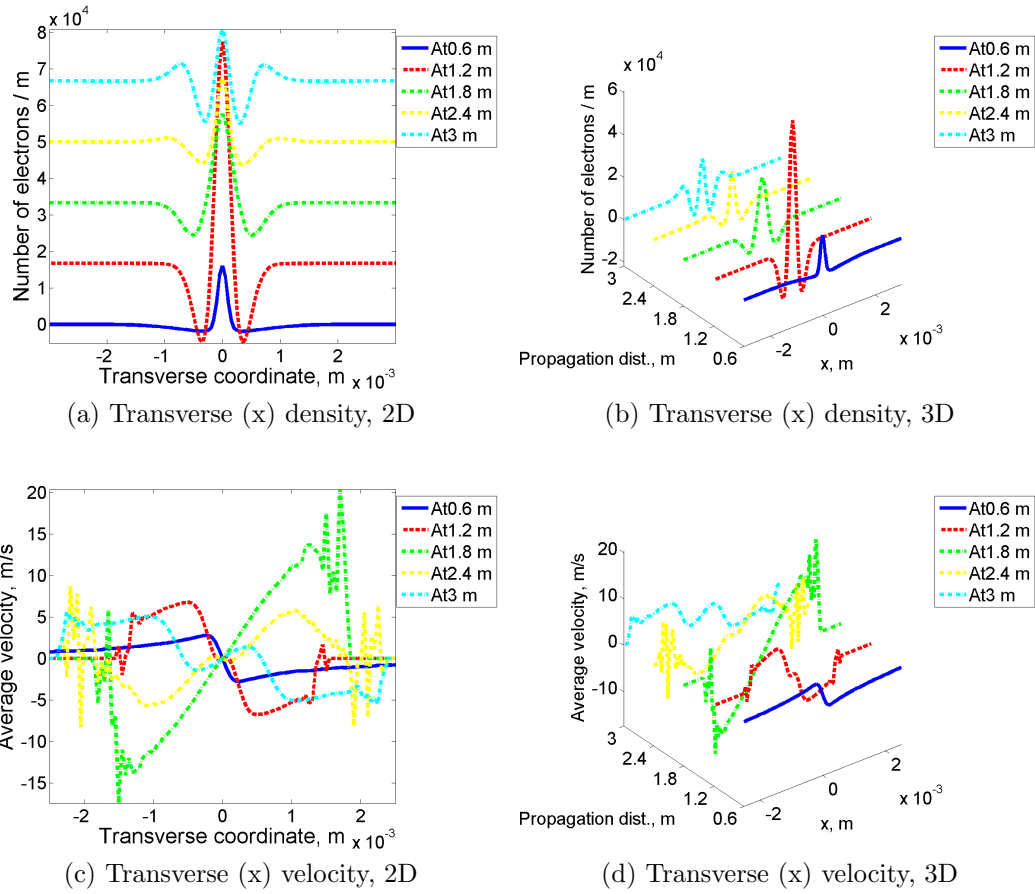 x 10^4
8
7
6
5
4
3
2
1
0
Number of electrons / m
-2 -1 0 1 2
Transverse coordinate, m x 10^-3
At0.6 m
At1.2 m
At1.8 m
At2.4 m
At3 m
(a) Transverse (x) density, 2D
x 10^4
6
4
2
0
-2
Number of electrons / m
3
2.4
1.8
1.2
0.6
Propagation dist., m
-2
0
2
x 10^-3
x, m
At0.6 m
At1.2 m
At1.8 m
At2.4 m
At3 m
(b) Transverse (x) density, 3D
20
15
10
5
0
-5
-10
-15
Average velocity, m/s
-2 -1 0 1 2
Transverse coordinate, m x 10^-3
At0.6 m
At1.2 m
At1.8 m
At2.4 m
At3 m
(c) Transverse (x) velocity, 2D
20
10
0
-10
Average velocity, m/s
3
2.4
1.8
1.2
0.6
Propagation dist., m
-2
0
2
x 10^-3
x, m
At0.6 m
At1.2 m
At1.8 m
At2.4 m
At3 m
(d) Transverse (x) velocity, 3D